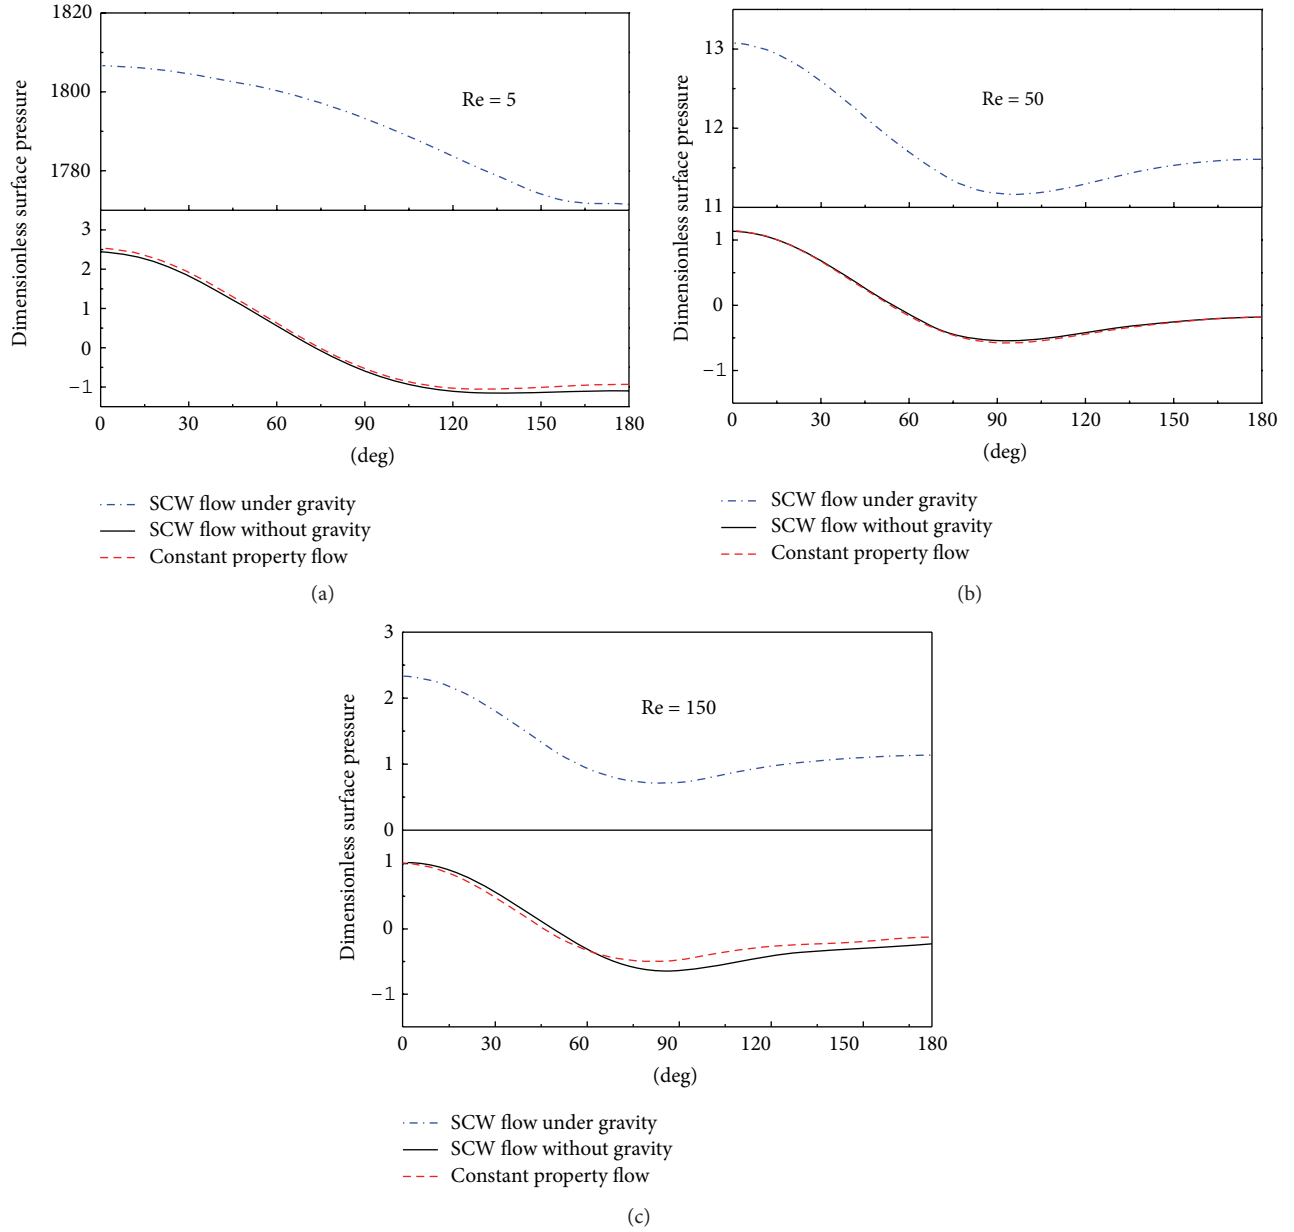 1820
1800
1780
3
2
1
0
−1
Dimensionless surface pressure
Re = 5
0 30 60 90 120 150 180
(deg)
SCW flow under gravity
SCW flow without gravity
Constant property flow
(a)
13
12
11
1
0
−1
Dimensionless surface pressure
Re = 50
0 30 60 90 120 150 180
(deg)
SCW flow under gravity
SCW flow without gravity
Constant property flow
(b)
3
2
1
0
1
0
−1
Dimensionless surface pressure
Re = 150
0 30 60 90 120 150 180
(deg)
SCW flow under gravity
SCW flow without gravity
Constant property flow
(c)